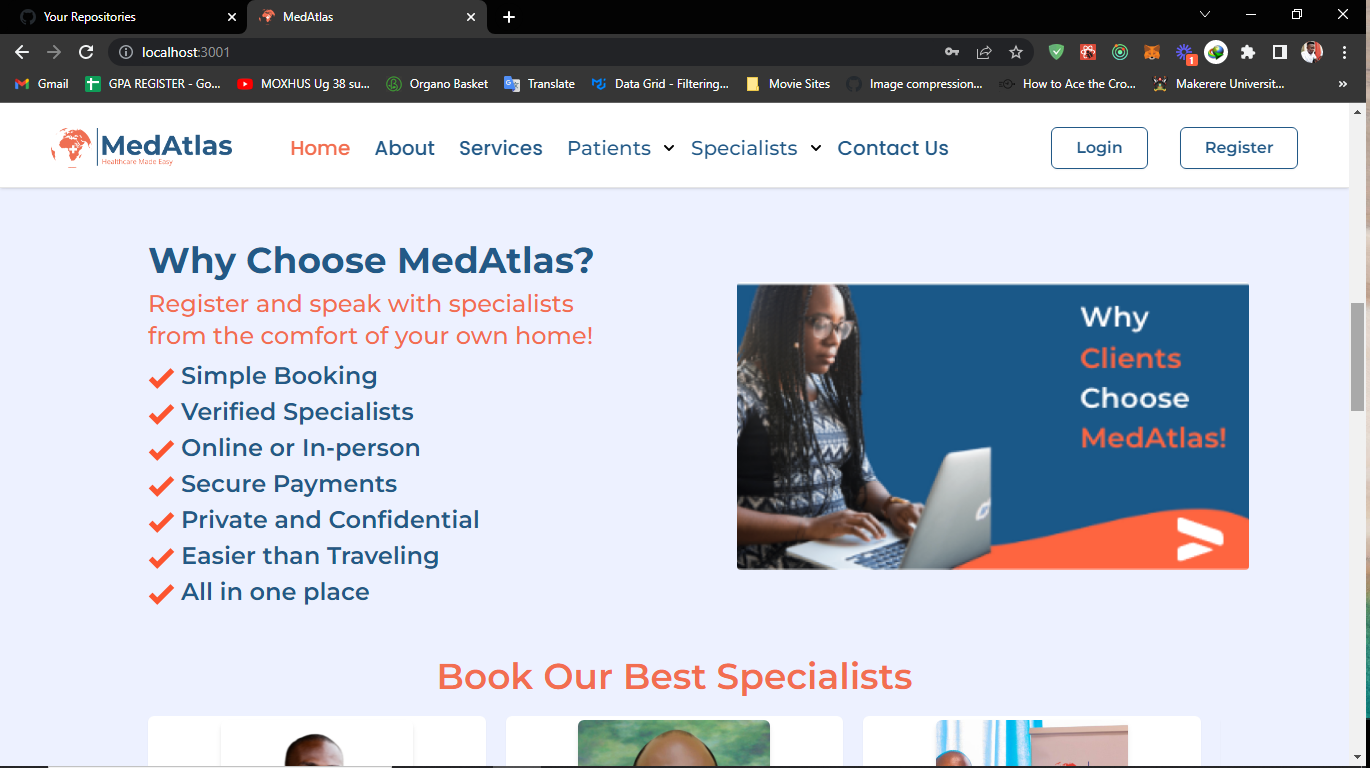 Your Repositories
MedAtlas
localhost:3001
1
Gmail
GPA REGISTER - Go...
MOXHUS Ug 38 su...
Organo Basket
Translate
Data Grid - Filtering...
Movie Sites
Image compression...
How to Ace the Cro...
Makerere Universit...
»
MedAtlas
Healthcare Made Easy
Home
About
Services
Patients
Specialists
Contact Us
Login
Register
Why Choose MedAtlas?
Register and speak with specialists
from the comfort of your own home!
Simple Booking
Verified Specialists
Online or In-person
Secure Payments
Private and Confidential
Easier than Traveling
All in one place
Why
Clients
Choose
MedAtlas!
Book Our Best Specialists